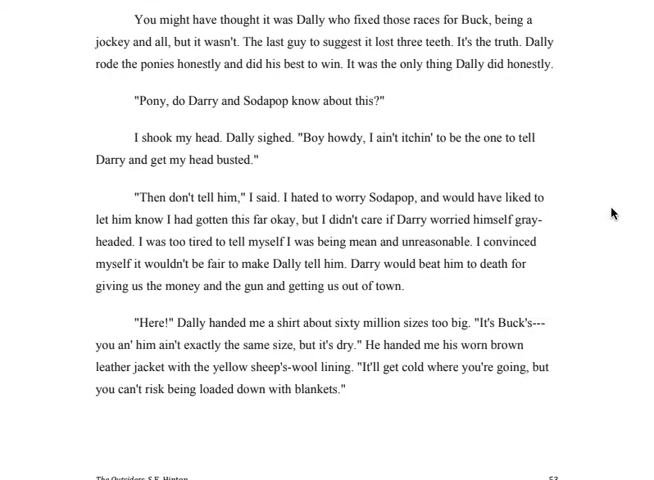 You might have thought it was Dally who fixed those races for Buck, being a
jockey and all, but it wasn't. The last guy to suggest it lost three teeth. It's the truth. Dally
rode the ponies honestly and did his best to win. It was the only thing Dally did honestly.
"Pony, do Darry and Sodapop know about this?"
I shook my head. Dally sighed. "Boy howdy, I ain't itchin' to be the one to tell
Darry and get my head busted."
"Then don't tell him," I said. I hated to worry Sodapop, and would have liked to
let him know I had gotten this far okay, but I didn't care if Darry worried himself gray-
headed. I was too tired to tell myself I was being mean and unreasonable. I convinced
myself it wouldn't be fair to make Dally tell him. Darry would beat him to death for
giving us the money and the gun and getting us out of town.
"Here!" Dally handed me a shirt about sixty million sizes too big. "It's Buck's---
you an' him ain't exactly the same size, but it's dry." He handed me his worn brown
leather jacket with the yellow sheep's-wool lining. "It'll get cold where you're going, but
you can't risk being loaded down with blankets."
The Outsiders, S.E. Hinton 53